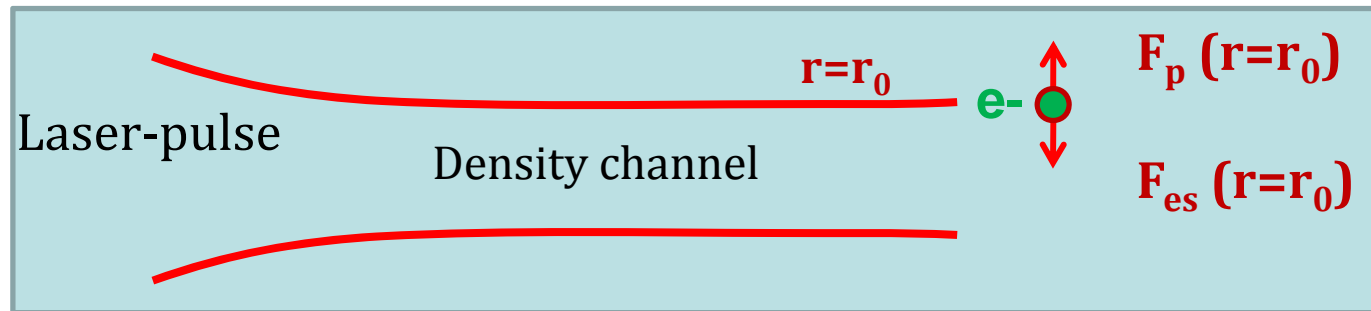 Laser-pulse
Density channel
r=r₀
e-
Fₚ (r=r₀)
Fₑₛ (r=r₀)